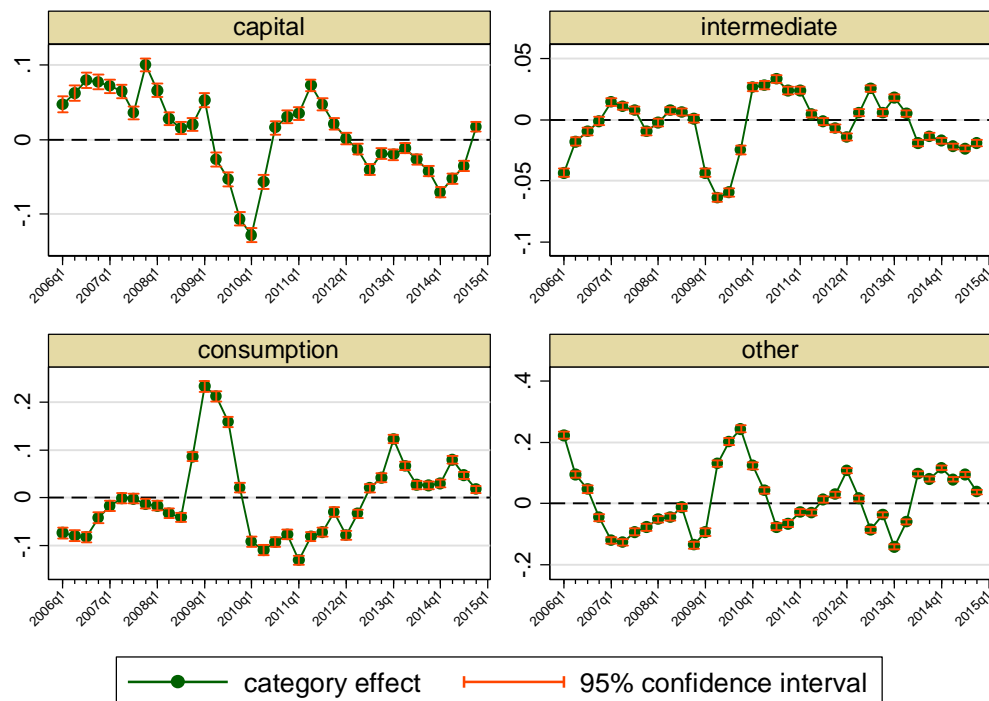 capital
intermediate
.1
0
-.1
2006q1
2007q1
2008q1
2009q1
2010q1
2011q1
2012q1
2013q1
2014q1
2015q1
.05
0
-.05
-.1
2006q1
2007q1
2008q1
2009q1
2010q1
2011q1
2012q1
2013q1
2014q1
2015q1
consumption
other
.2
.1
0
-.1
2006q1
2007q1
2008q1
2009q1
2010q1
2011q1
2012q1
2013q1
2014q1
2015q1
.4
.2
0
-.2
2006q1
2007q1
2008q1
2009q1
2010q1
2011q1
2012q1
2013q1
2014q1
2015q1
category effect
95% confidence interval